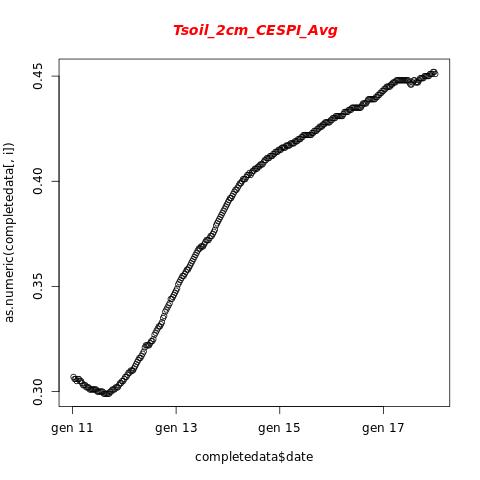 Tsoil_2cm_CESPI_Avg
as.numeric(completedata[, i])
0.45
0.40
0.35
0.30
gen 11
gen 13
gen 15
gen 17
completedata$date